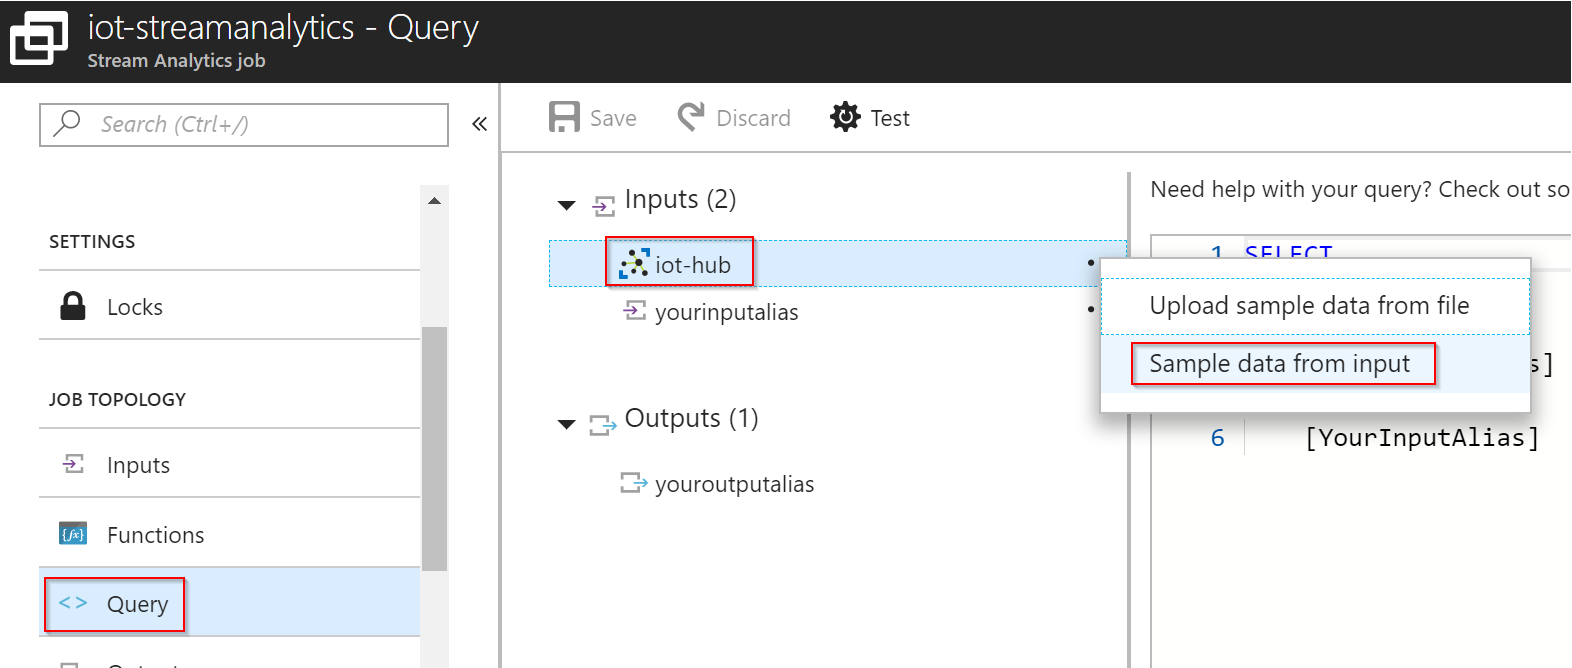 iot-streamanalytics - Query
Stream Analytics job
Search (Ctrl+/)
«
SETTINGS
Locks
JOB TOPOLOGY
Inputs
Functions
<> Query
Save
Discard
Test
Inputs (2)
iot-hub
yourinputalias
Outputs (1)
youroutputalias
Need help with your query? Check out so
1 SELECT
Upload sample data from file
Sample data from input
s]
6 [YourInputAlias]